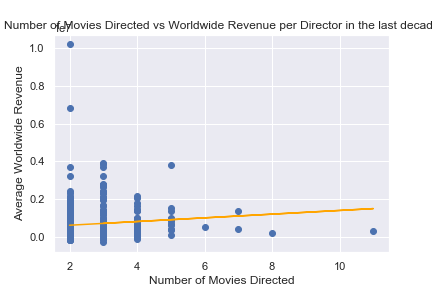 Number of Movies Directed vs Worldwide Revenue per Director in the last decad
1e7
1.0
0.8
0.6
0.4
0.2
0.0
Average Worldwide Revenue
2 4 6 8 10
Number of Movies Directed